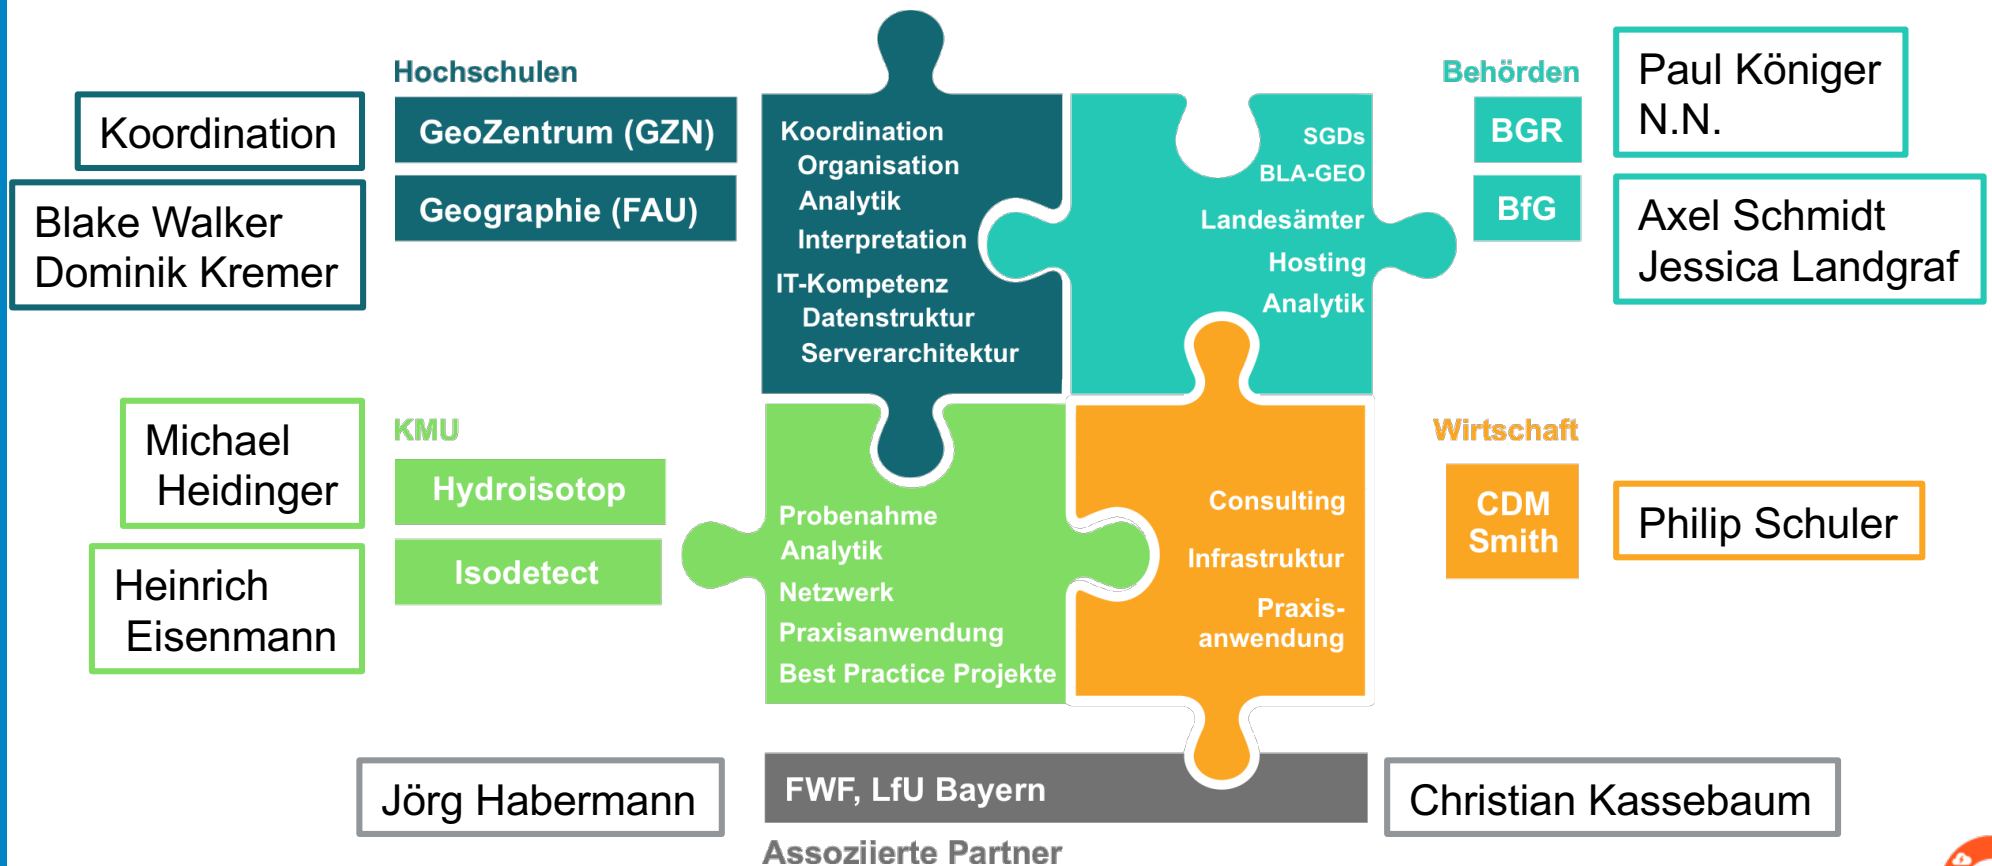 Hochschulen
Koordination
GeoZentrum (GZN)
Blake Walker
Dominik Kremer
Geographie (FAU)
Koordination
Organisation
Analytik
Interpretation
IT-Kompetenz
Datenstruktur
Serverarchitektur
SGDs
BLA-GEO
Landesämter
Hosting
Analytik
Behörden
BGR
BfG
Paul Königer
N.N.
Axel Schmidt
Jessica Landgraf
Michael
Heidinger
KMU
Hydroisotop
Heinrich
Eisenmann
Isodetect
Probenahme
Analytik
Netzwerk
Praxisanwendung
Best Practice Projekte
Consulting
Infrastruktur
Praxis-
anwendung
Wirtschaft
CDM
Smith
Philip Schuler
Jörg Habermann
FWF, LfU Bayern
Christian Kassebaum
Assoziierte Partner